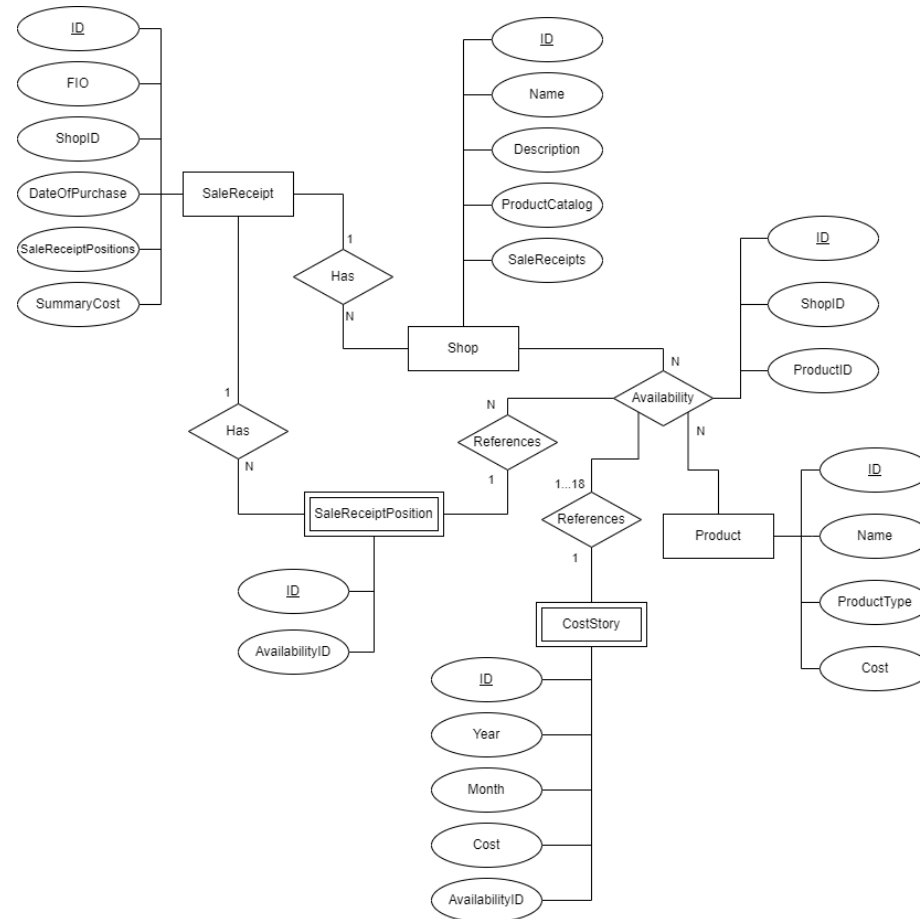 ID
FIO
ShopID
DateOfPurchase
SaleReceiptPositions
SummaryCost
SaleReceipt
1
Has
N
ID
Name
Description
ProductCatalog
SaleReceipts
Shop
N
Availability
ID
ShopID
ProductID
1
Has
N
N
References
1
SaleReceiptPosition
ID
AvailabilityID
1...18
References
1
CostStory
ID
Year
Month
Cost
AvailabilityID
N
Product
ID
Name
ProductType
Cost